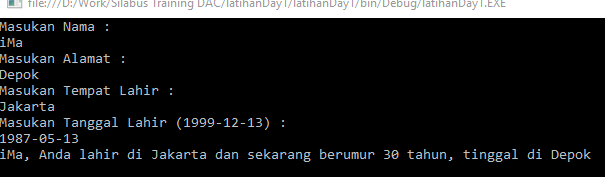 file:///D:/Work/Silabus Training DAC/latihanDay1/latihanDay1/bin/Debug/latihanDay1.EXE
Masukan Nama :
iMa
Masukan Alamat :
Depok
Masukan Tempat Lahir :
Jakarta
Masukan Tanggal Lahir (1999-12-13) :
1987-05-13
iMa, Anda lahir di Jakarta dan sekarang berumur 30 tahun, tinggal di Depok